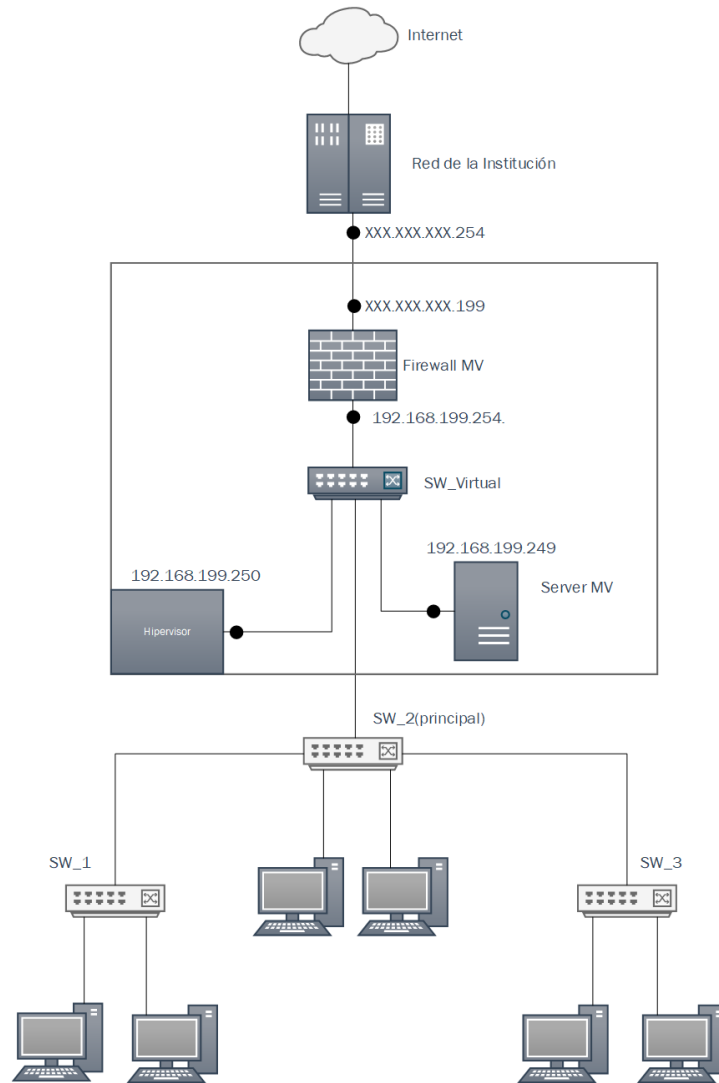 Internet
Red de la Institución
XXX.XXX.XXX.254
XXX.XXX.XXX.199
Firewall MV
192.168.199.254.
SW_Virtual
192.168.199.249
192.168.199.250
Server MV
Hipervisor
SW_2(principal)
SW_1
SW_3